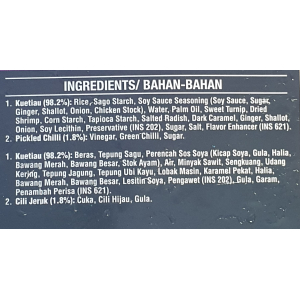 INGREDIENTS/ BAHAN-BAHAN
1. Kuetiau (98.2%): Rice, Sago Starch, Soy Sauce Seasoning (Soy Sauce, Sugar,
Ginger, Shallot, Onion, Chicken Stock), Water, Palm Oil, Sweet Turnip, Dried
Shrimp, Corn Starch, Tapioca Starch, Salted Radish, Dark Caramel, Ginger, Shallot,
Onion, Soy Lecithin, Preservative (INS 202), Sugar, Salt, Flavor Enhancer (INS 621).
2. Pickled Chilli (1.8%): Vinegar, Green Chilli, Sugar.
1. Kuetiau (98.2%): Beras, Tepung Sagu, Perencah Sos Soya (Kicap Soya, Gula, Halia,
Bawang Merah, Bawang Besar, Stok Ayam), Air, Minyak Sawit, Sengkuang, Udang
Kering, Tepung Jagung, Tepung Ubi Kayu, Lobak Masin, Karamel Pekat, Halia,
Bawang Merah, Bawang Besar, Lesitin Soya, Pengawet (INS 202), Gula, Garam,
Penambah Perisa (INS 621).
2. Cili Jeruk (1.8%): Cuka, Cili Hijau, Gula.